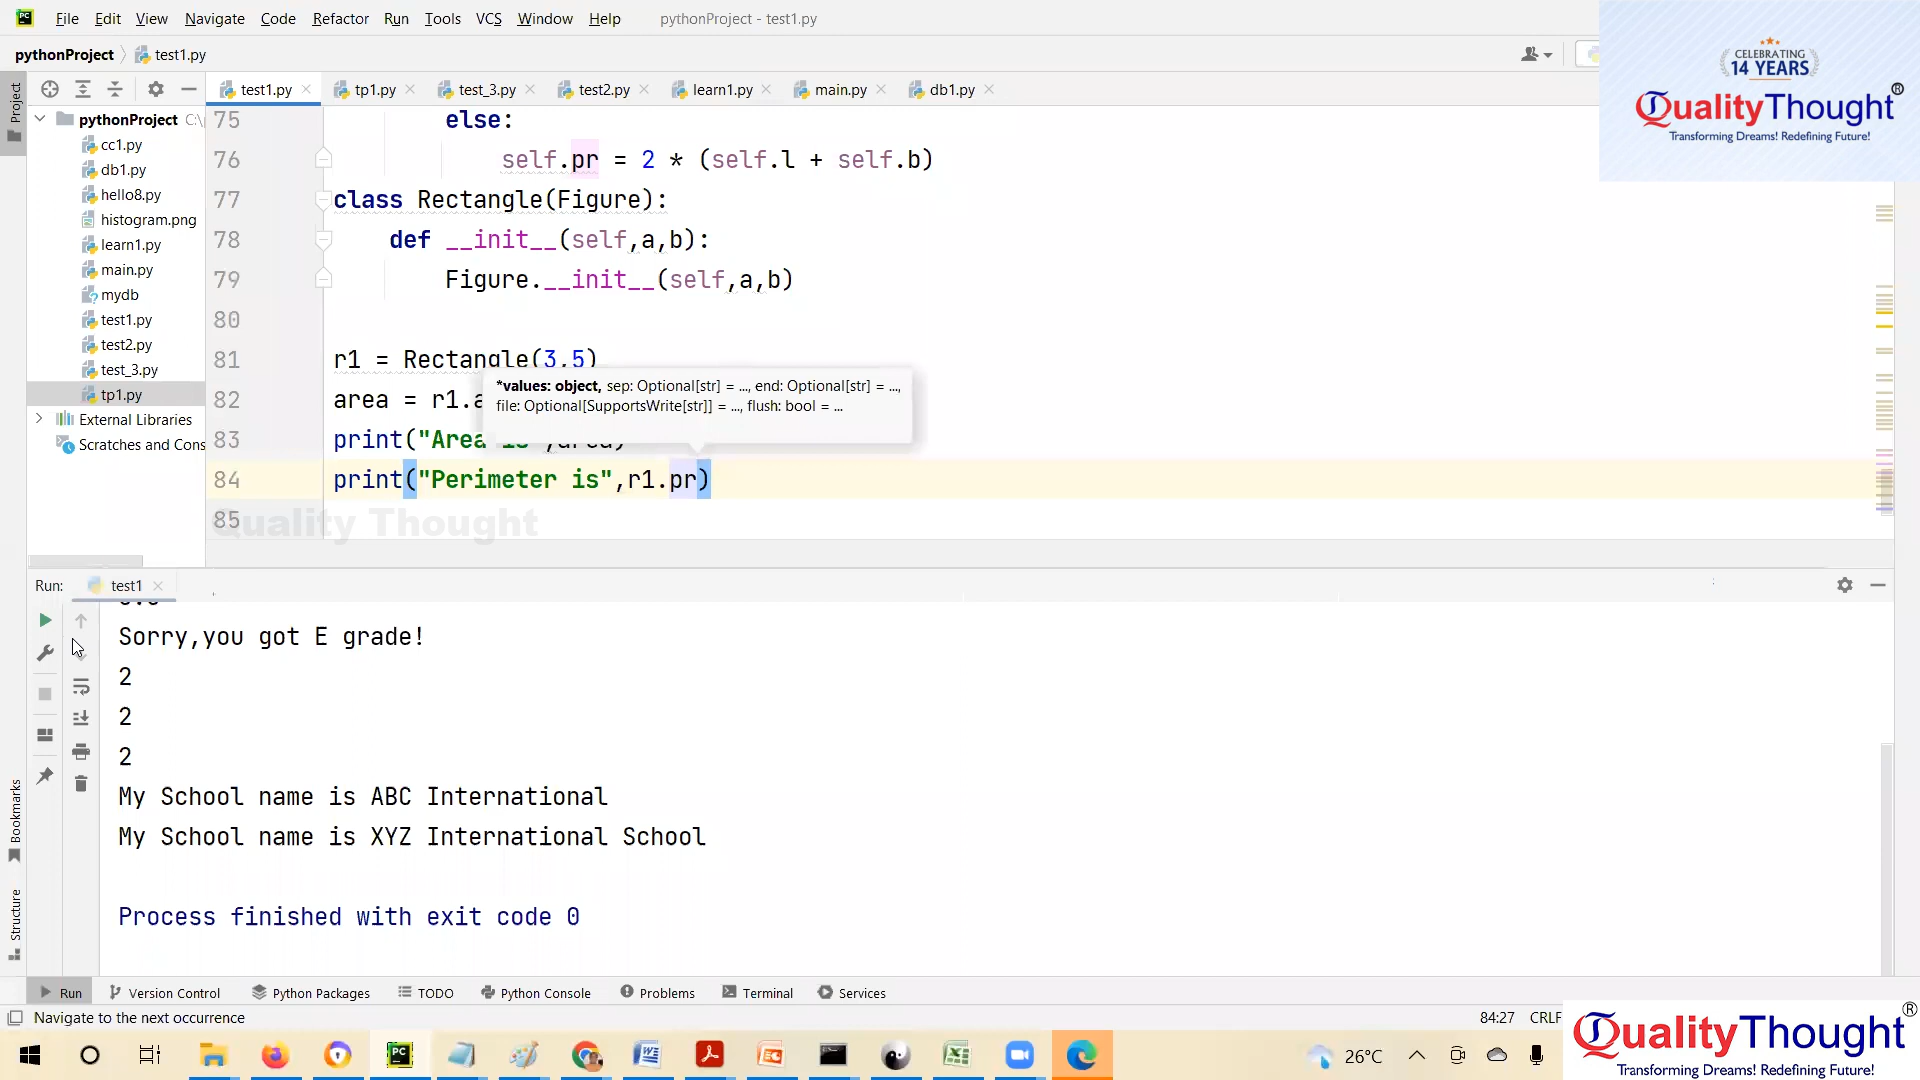 File Edit View Navigate Code Refactor Run Tools VCS Window Help pythonProject - test1.py
pythonProject test1.py
CELEBRATING
14 YEARS
QualityThought®
Transforming Dreams! Redefining Future!
Project
test1.py tp1.py test_3.py test2.py learn1.py main.py db1.py
pythonProject C:\
cc1.py
db1.py
hello8.py
histogram.png
learn1.py
main.py
mydb
test1.py
test2.py
test_3.py
tp1.py
External Libraries
Scratches and Cons
75 else:
76 self.pr = 2 * (self.l + self.b)
77 class Rectangle(Figure):
78 def __init__(self,a,b):
79 Figure.__init__(self,a,b)
80
81 r1 = Rectangle(3,5)
*values: object, sep: Optional[str] = ..., end: Optional[str] = ...,
file: Optional[SupportsWrite[str]] = ..., flush: bool = ...
82 area = r1.a
83 print("Area is",area)
84 print("Perimeter is",r1.pr)
85
Quality Thought
Run: test1
Sorry,you got E grade!
2
2
2
My School name is ABC International
My School name is XYZ International School
Process finished with exit code 0
Bookmarks
Structure
Run Version Control Python Packages TODO Python Console Problems Terminal Services
Navigate to the next occurrence 84:27 CRLF
26°C
QualityThought®
Transforming Dreams! Redefining Future!